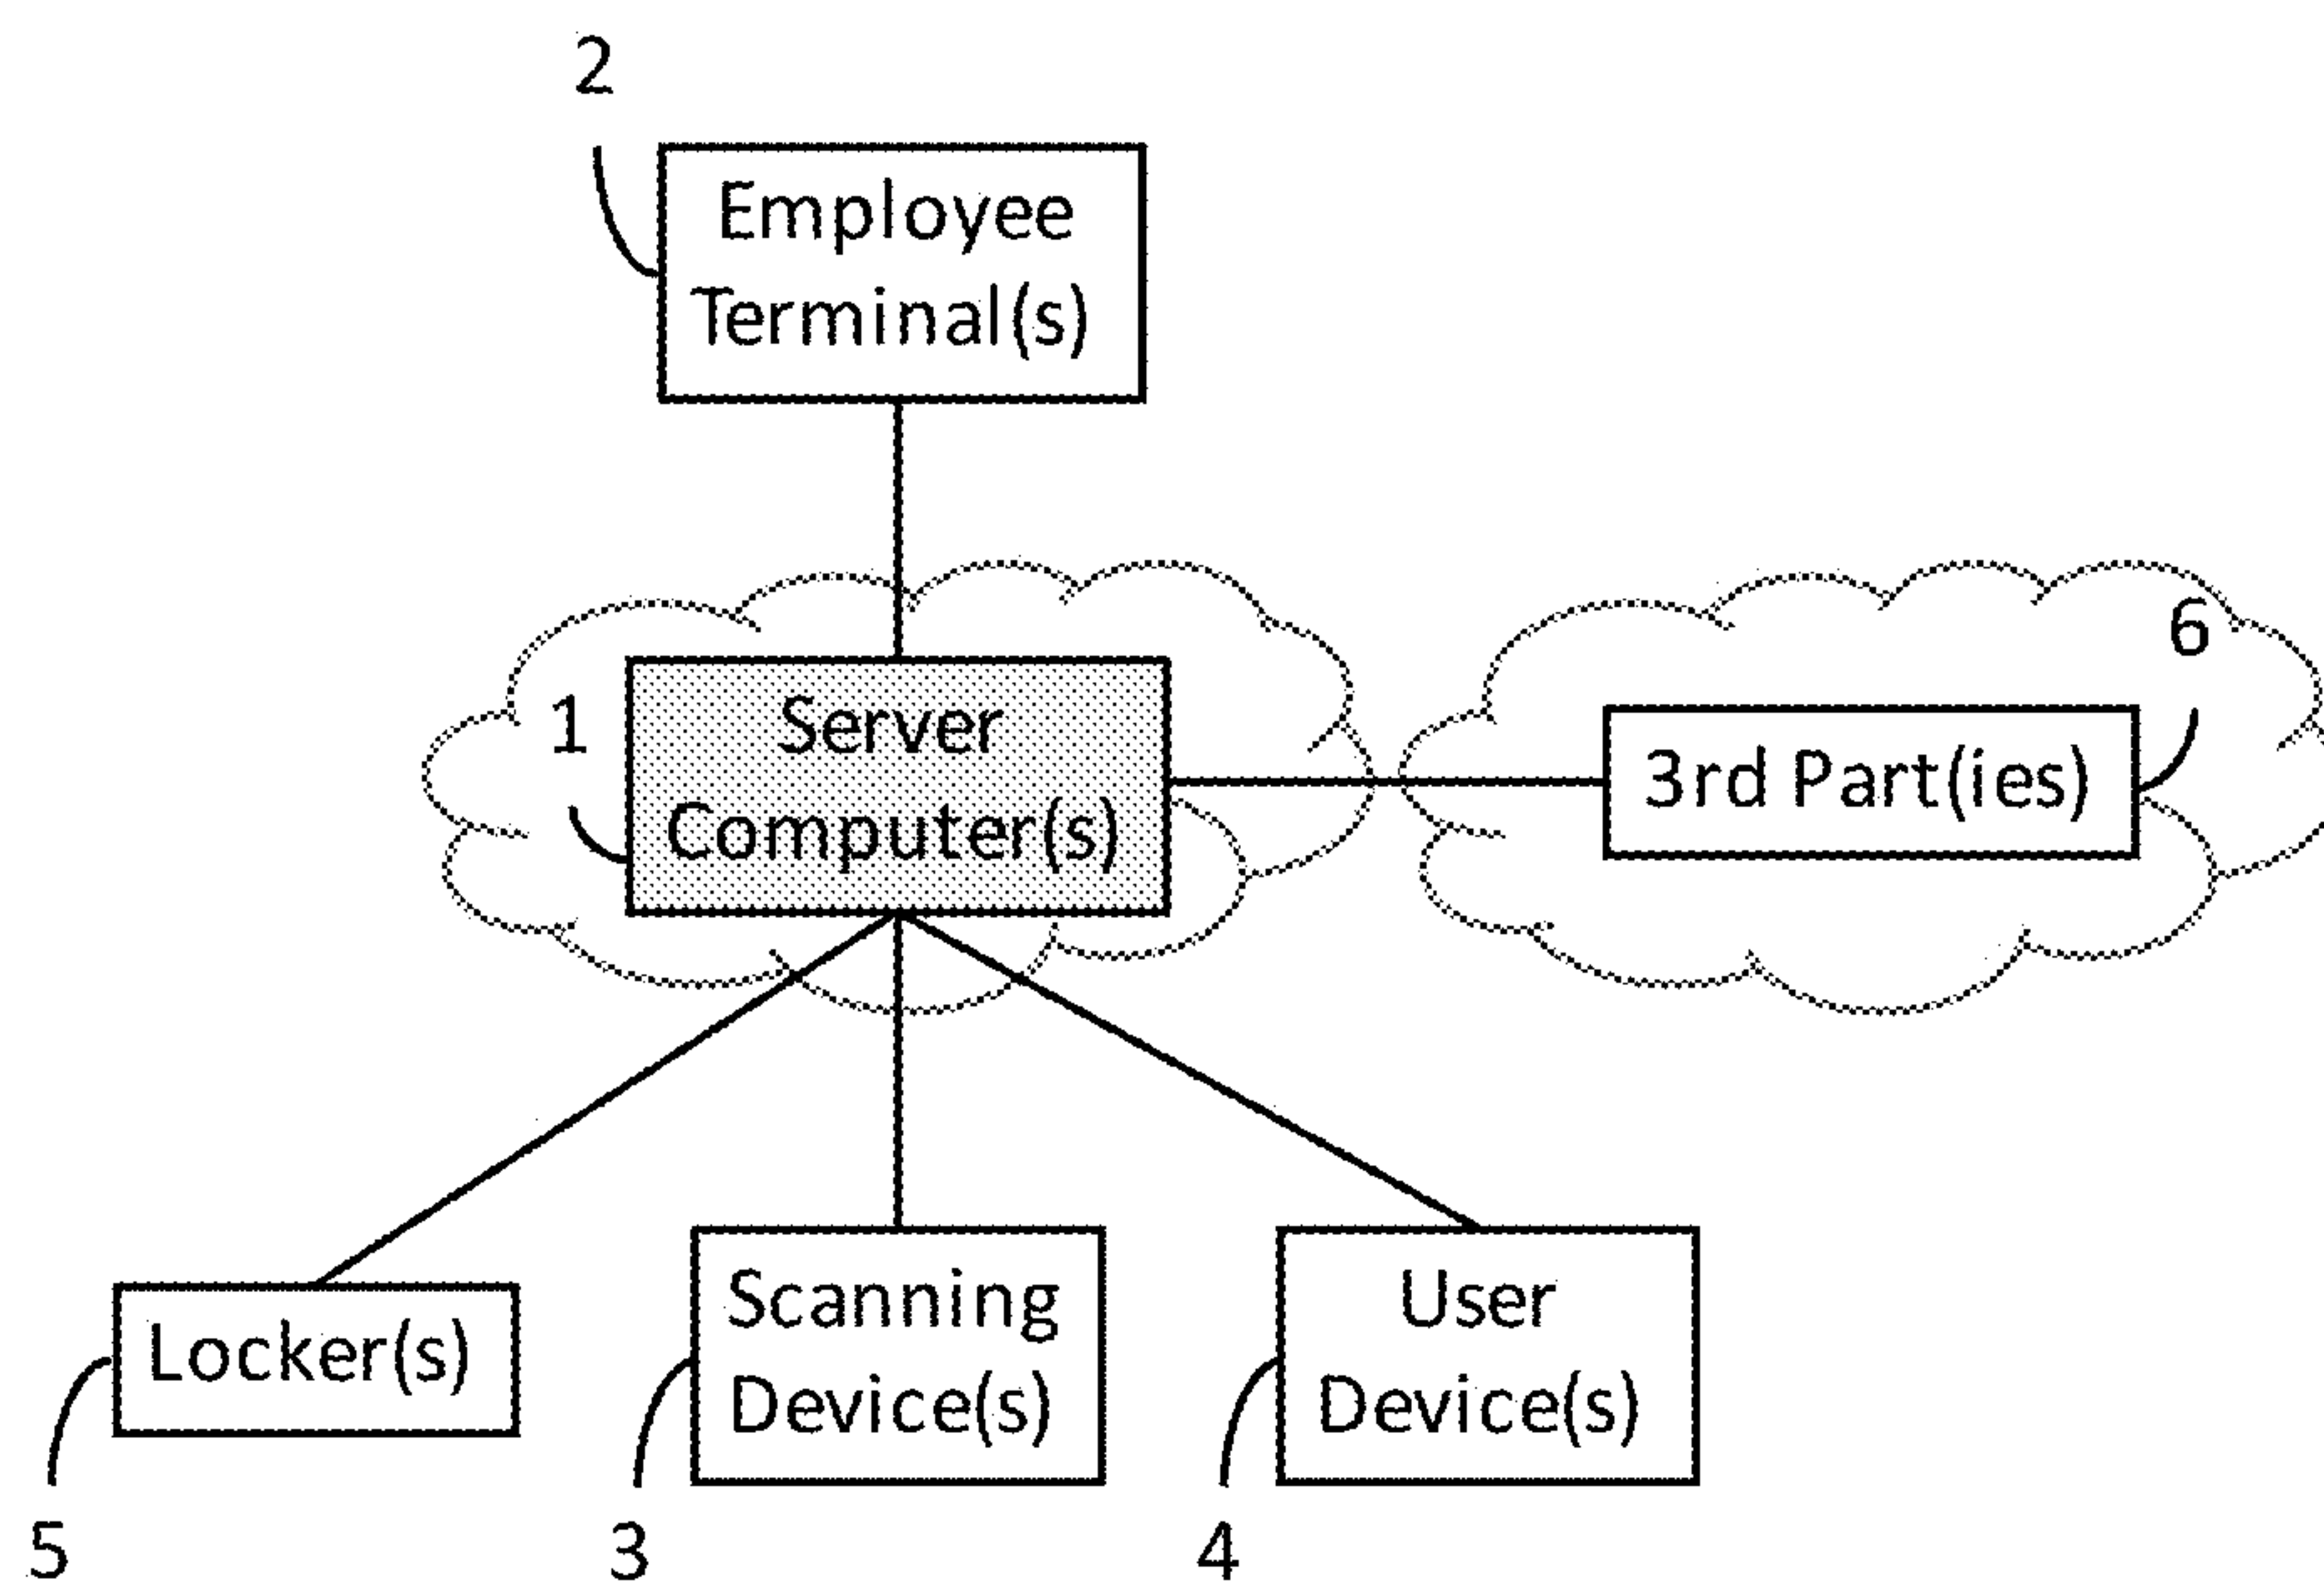 2
Employee
Terminal(s)
6
1
Server
Computer(s)
3rd Part(ies)
Locker(s)
Scanning
Device(s)
User
Device(s)
5
3
4